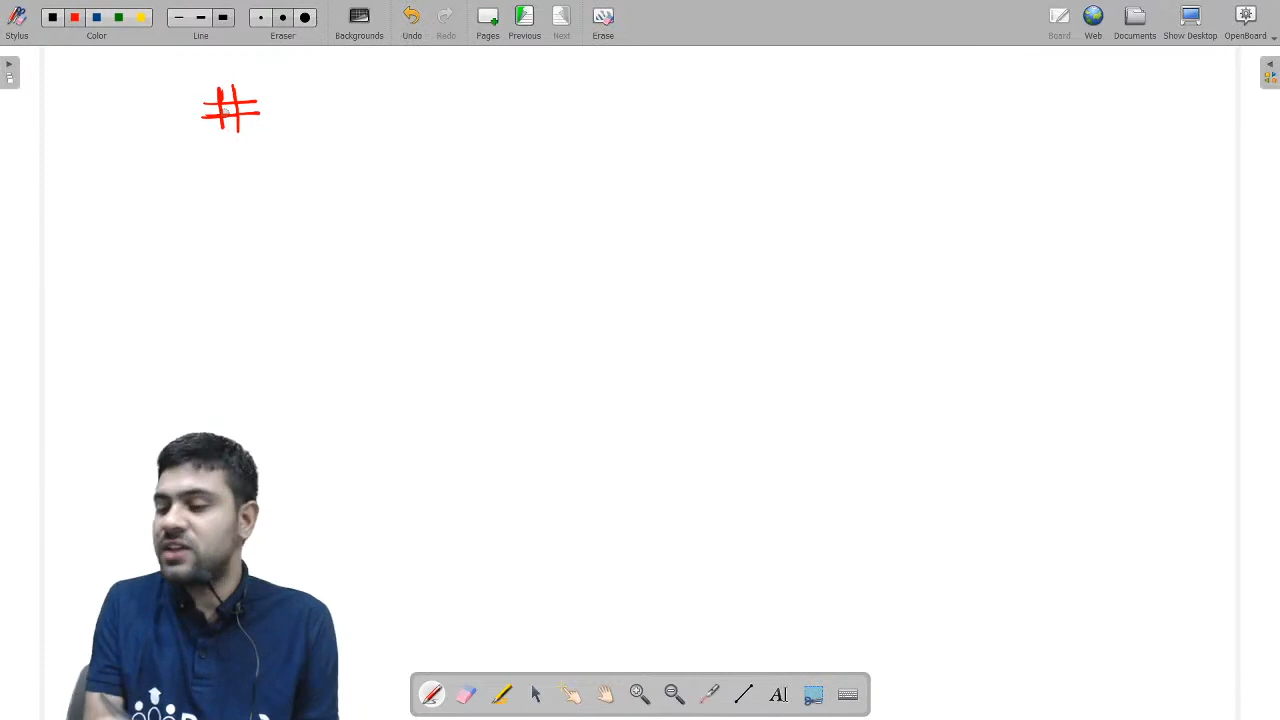 Stylus
Color
Line
Eraser
Backgrounds
Undo
Redo
Pages
Previous
Next
Erase
Board
Web
Documents
Show Desktop
OpenBoard
#